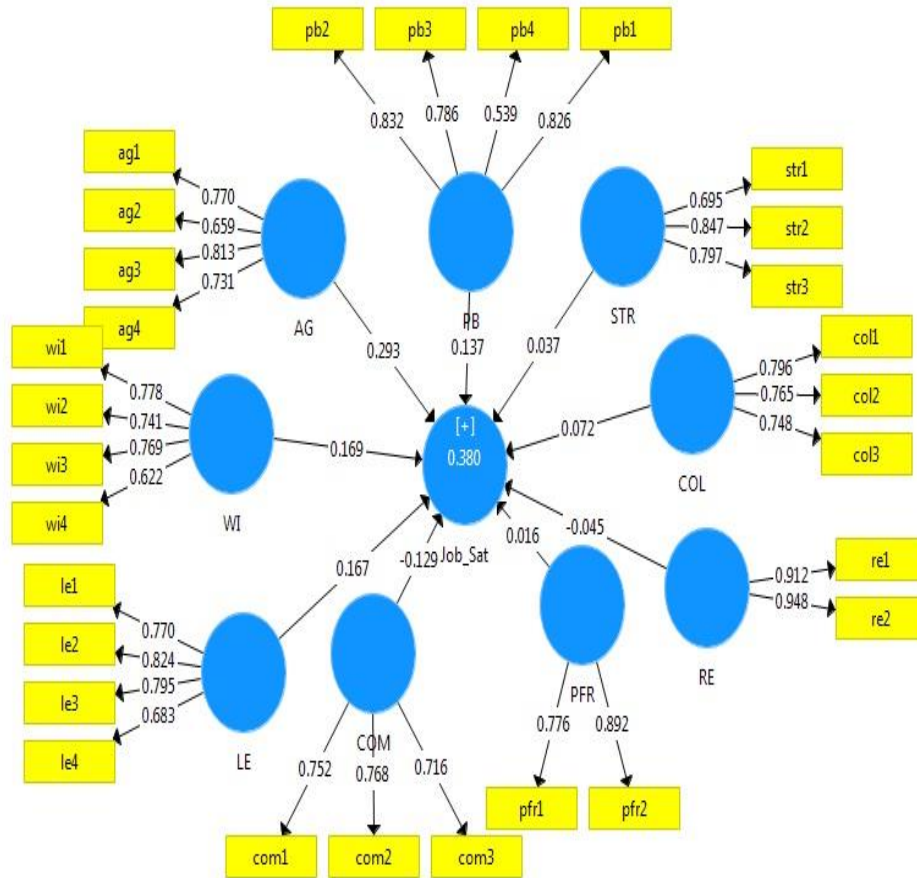 pb2
pb3
pb4
pb1
0.832
0.786
0.539
0.826
ag1
ag2
ag3
ag4
0.770
0.659
0.813
0.731
AG
PB
STR
0.695
0.847
0.797
str1
str2
str3
0.293
0.137
0.037
wi1
wi2
wi3
wi4
0.778
0.741
0.769
0.622
WI
0.169
[+]
0.380
Job_Sat
0.072
COL
0.796
0.765
0.748
col1
col2
col3
le1
le2
le3
le4
0.770
0.824
0.795
0.683
LE
0.167
-0.129
COM
0.752
0.768
0.716
com1
com2
com3
0.016
PFR
0.776
0.892
pfr1
pfr2
-0.045
RE
0.912
0.948
re1
re2